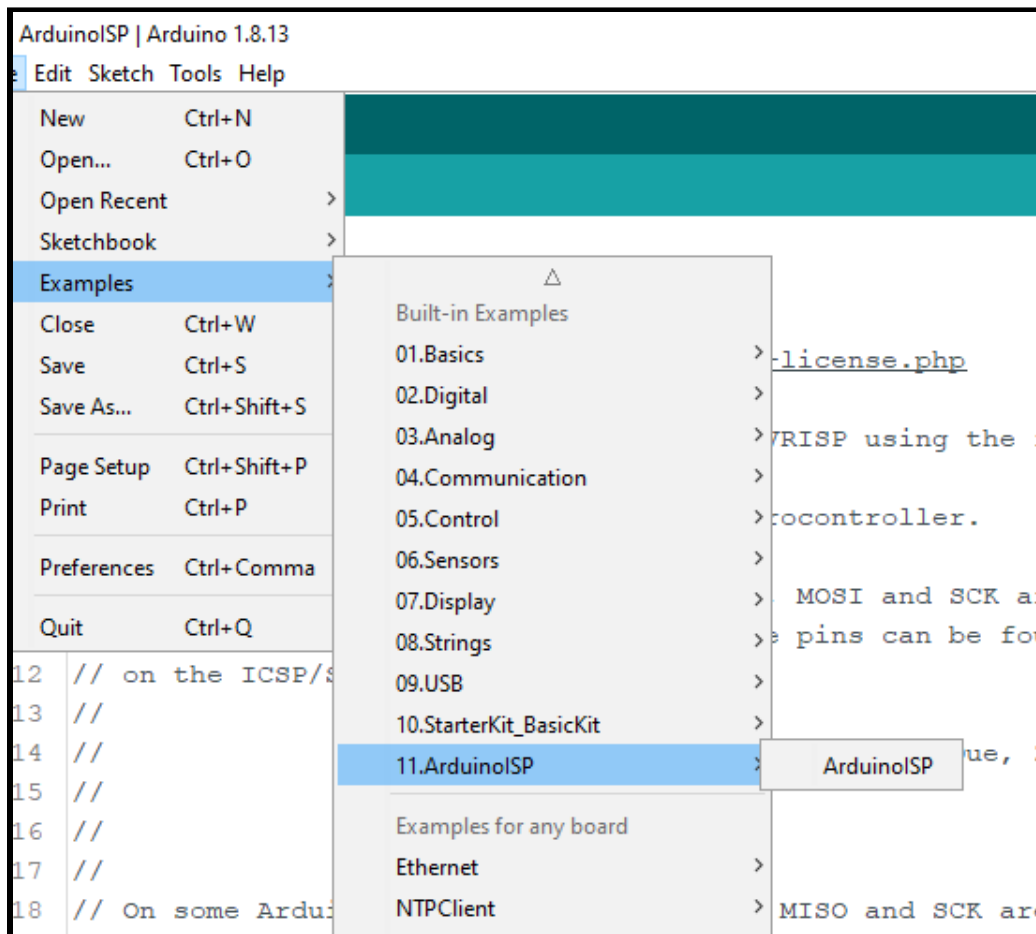 ArduinoISP | Arduino 1.8.13
Edit Sketch Tools Help
New Ctrl+N
Open... Ctrl+O
Open Recent
Sketchbook
Examples
Close Ctrl+W
Save Ctrl+S
Save As... Ctrl+Shift+S
Page Setup Ctrl+Shift+P
Print Ctrl+P
Preferences Ctrl+Comma
Quit Ctrl+Q
Built-in Examples
01.Basics
02.Digital
03.Analog
04.Communication
05.Control
06.Sensors
07.Display
08.Strings
09.USB
10.StarterKit_BasicKit
11.ArduinoISP
Examples for any board
Ethernet
NTPClient
ArduinoISP
-license.php
VRISP using the
rocontroller.
MOSI and SCK a
e pins can be fou
12 // on the ICSP/S
13 //
14 // ue,
15 //
16 //
17 //
18 // On some Ardui MISO and SCK are